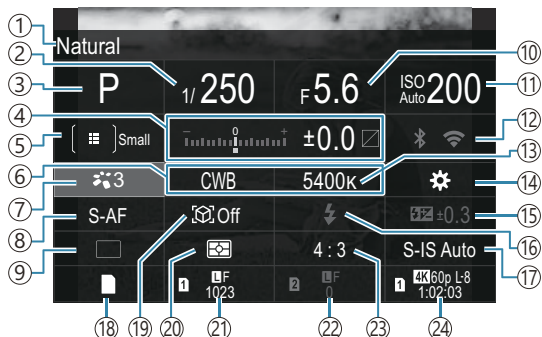 ① Natural
② ③ P 1/250 F5.6 ISO Auto 200 ⑩ ⑪
④ ⑤ Small − 0 + ±0.0 ⑫
⑥ ⑦ 3 CWB 5400K ⑬ ⑭
⑧ S-AF Off ±0.3 ⑮
⑨ 4 : 3 S-IS Auto ⑯ ⑰
1 LF 1023 2 LF 0 1 4K 60p L-8 1:02:03
⑱ ⑲ ⑳ ㉑ ㉒ ㉓ ㉔